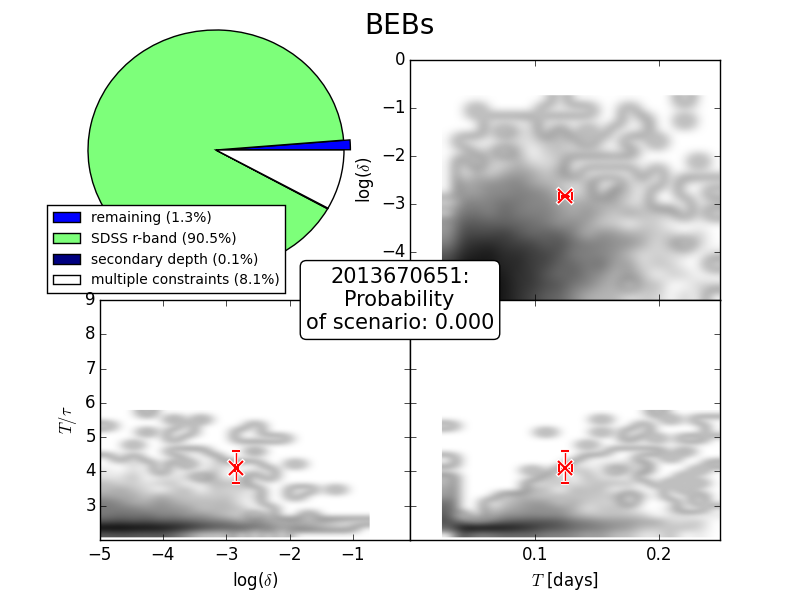 BEBs
remaining (1.3%)
SDSS r-band (90.5%)
secondary depth (0.1%)
multiple constraints (8.1%)
0
−1
−2
−3
−4
log(δ)
2013670651:
Probability
of scenario: 0.000
9
8
7
6
5
4
3
T/τ
−5 −4 −3 −2 −1
log(δ)
0.1 0.2
T [days]